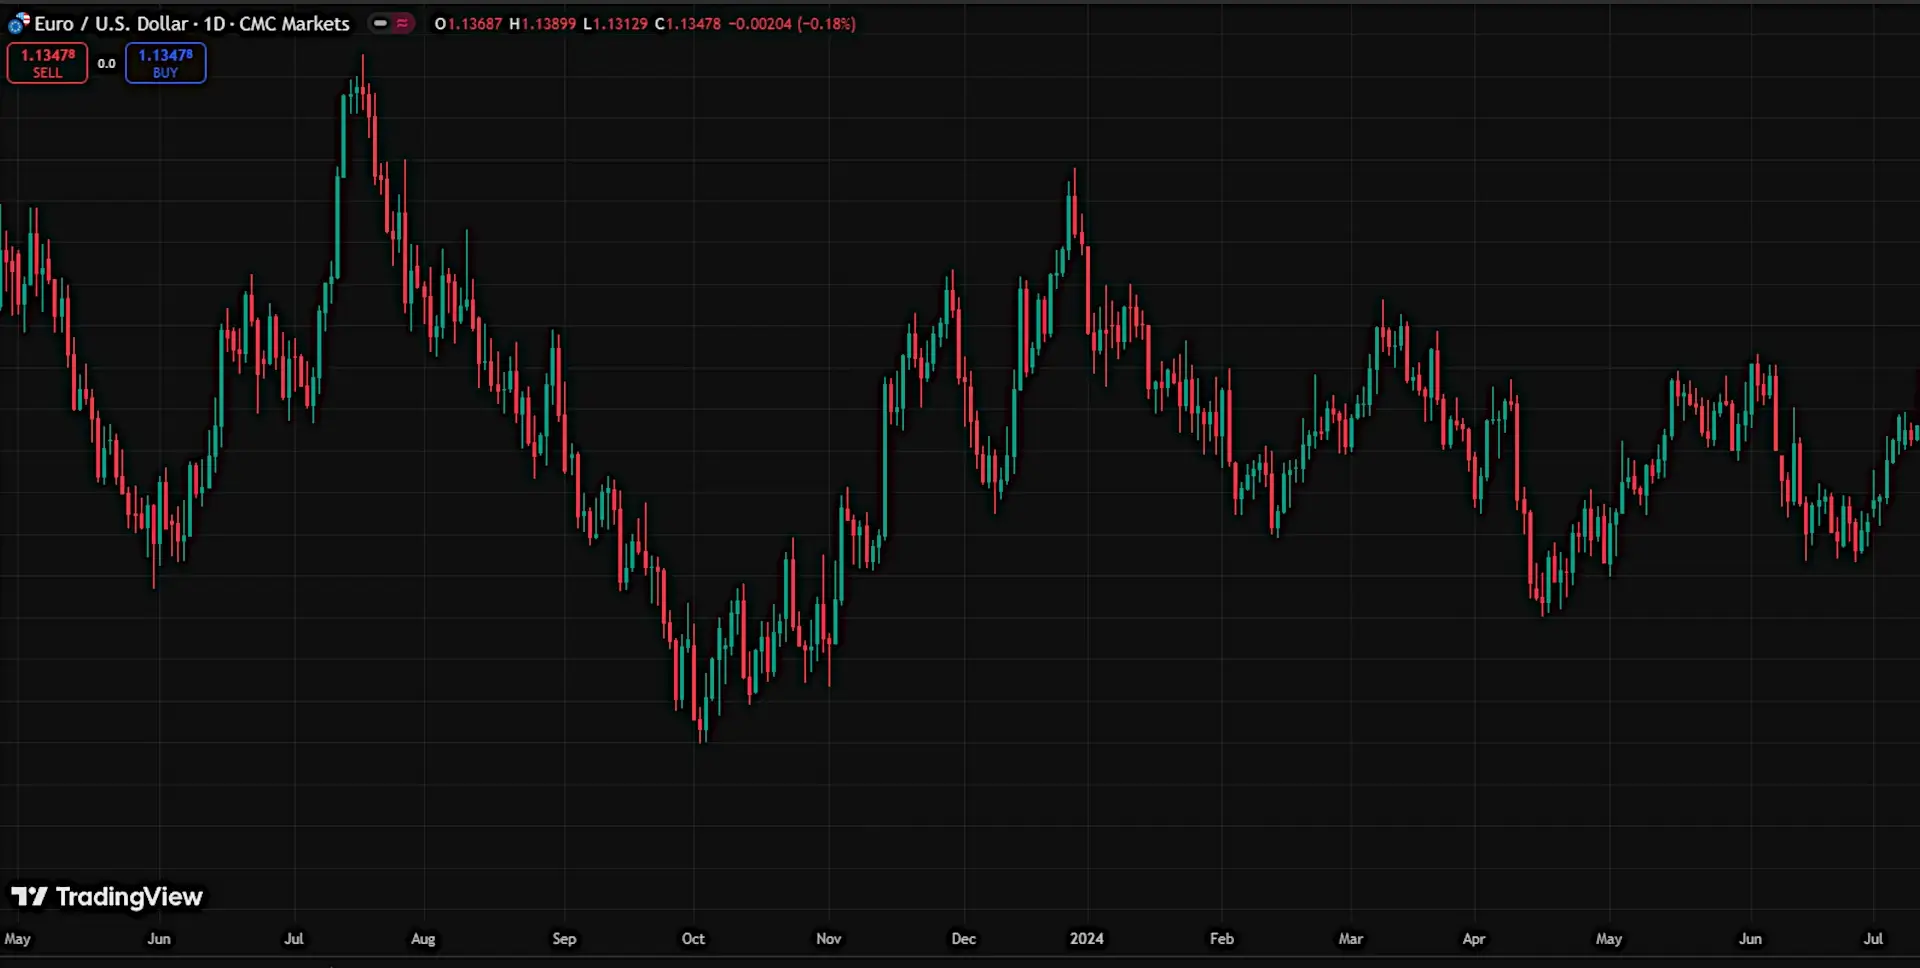 Euro / U.S. Dollar · 1D · CMC Markets O1.13687 H1.13899 L1.13129 C1.13478 −0.00204 (−0.18%)
1.13478 0.0 1.13478
SELL BUY
TradingView
May Jun Jul Aug Sep Oct Nov Dec 2024 Feb Mar Apr May Jun Jul